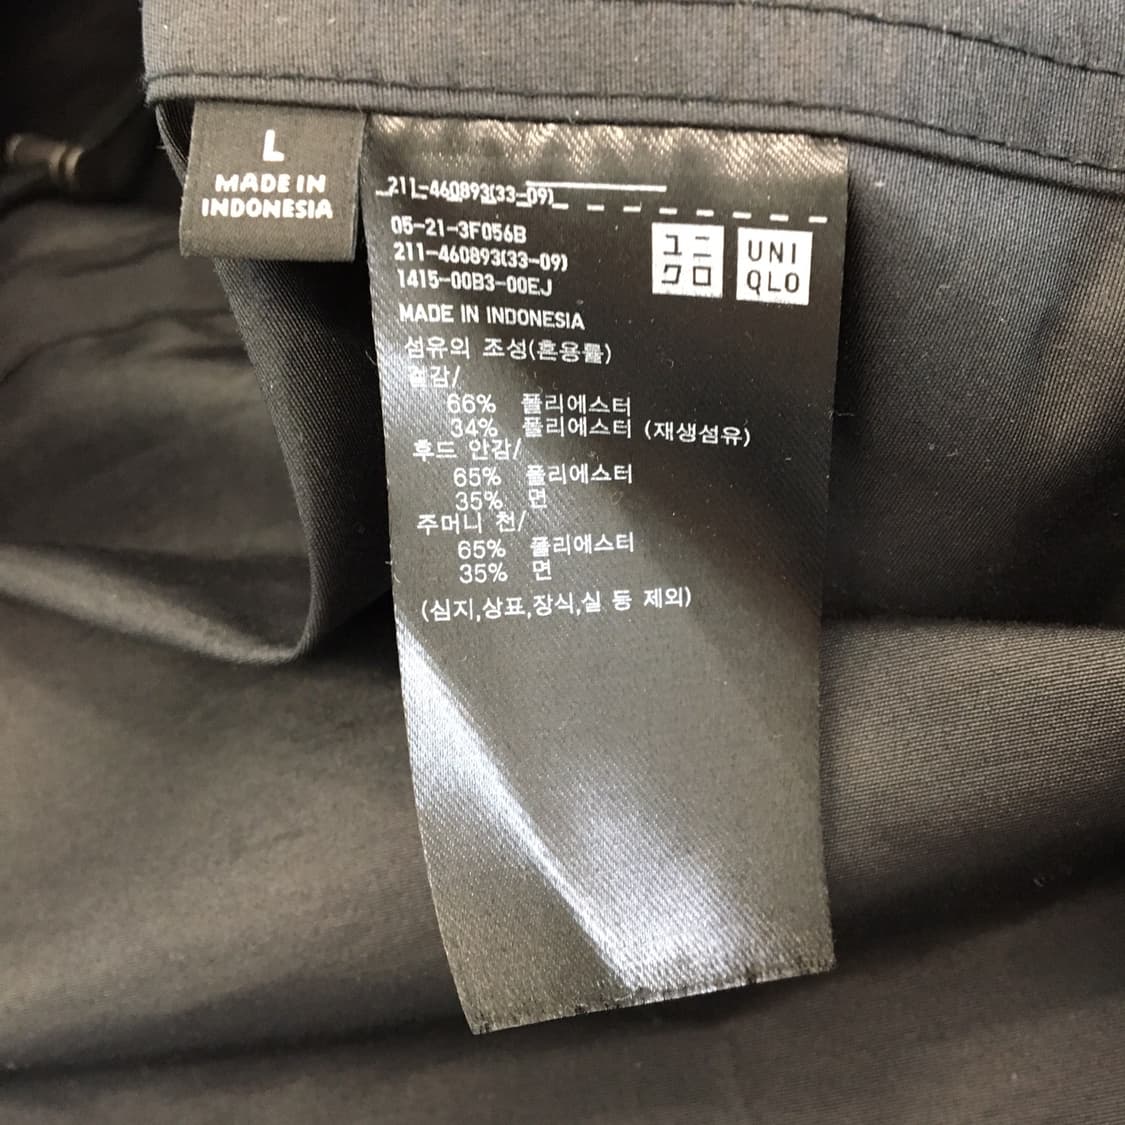 L
MADE IN
INDONESIA
211-460893(33-09)
05-21-3F056B
211-460893(33-09)
1415-00B3-00EJ
ユニ
クロ
UNI
QLO
MADE IN INDONESIA
섬유의 조성(혼용률)
겉감/
66% 폴리에스터
34% 폴리에스터 (재생섬유)
후드 안감/
65% 폴리에스터
35% 면
주머니 천/
65% 폴리에스터
35% 면
(심지,상표,장식,실 등 제외)